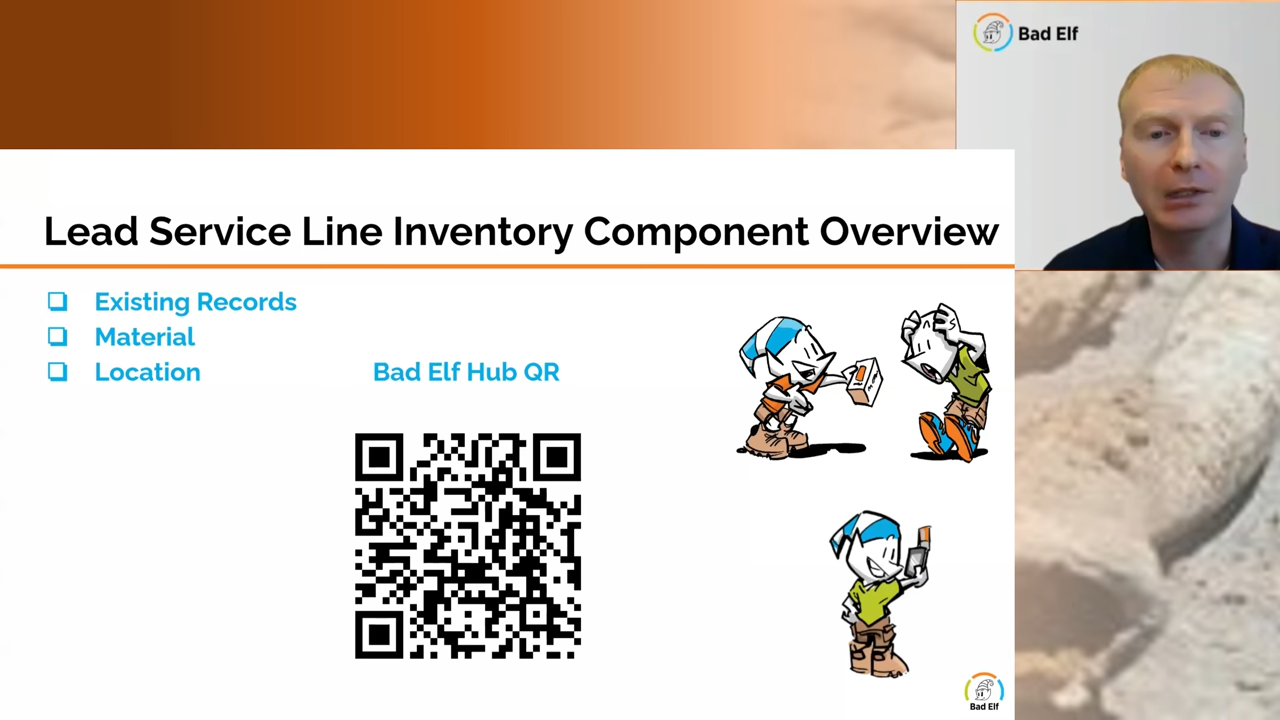 Bad Elf
Lead Service Line Inventory Component Overview
Existing Records
Material
Location
Bad Elf Hub QR
Bad Elf